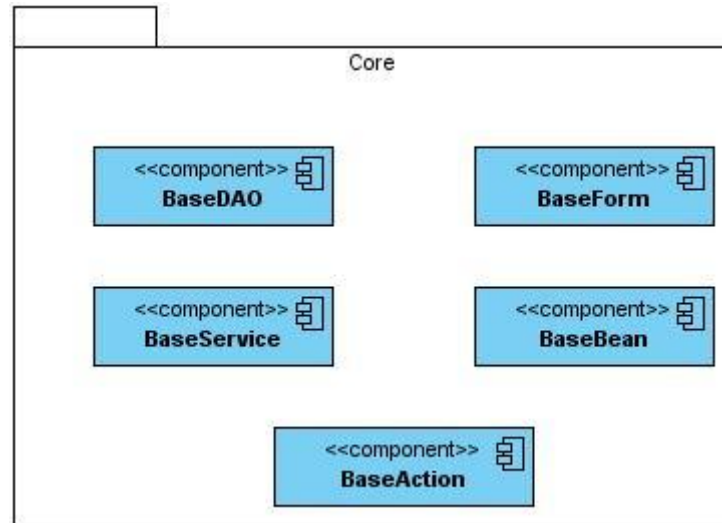 Core
<<component>>
BaseDAO
<<component>>
BaseForm
<<component>>
BaseService
<<component>>
BaseBean
<<component>>
BaseAction